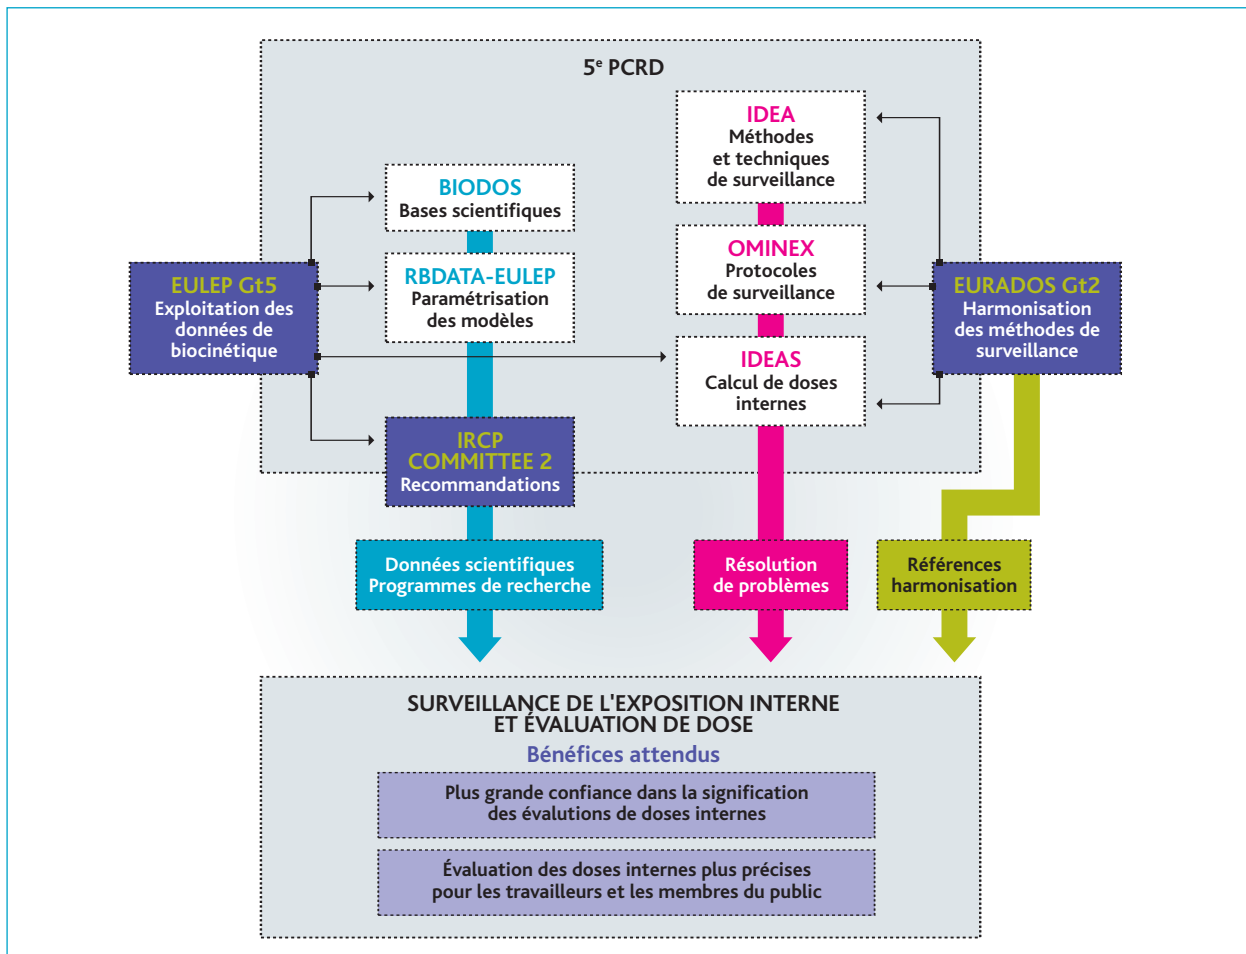 5e PCRD
IDEA
Méthodes
et techniques
de surveillance
BIODOS
Bases scientifiques
OMINEX
Protocoles
de surveillance
EULEP Gt5
Exploitation des
données de
biocinétique
RBDATA-EULEP
Paramétrisation
des modèles
EURADOS Gt2
Harmonisation
des méthodes de
surveillance
IDEAS
Calcul de doses
internes
IRCP
COMMITTEE 2
Recommandations
Données scientifiques
Programmes de recherche
Résolution
de problèmes
Références
harmonisation
SURVEILLANCE DE L'EXPOSITION INTERNE
ET ÉVALUATION DE DOSE
Bénéfices attendus
Plus grande confiance dans la signification
des évalutions de doses internes
Évaluation des doses internes plus précises
pour les travailleurs et les membres du public